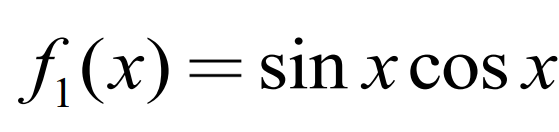 f₁(x) = sin x cos x